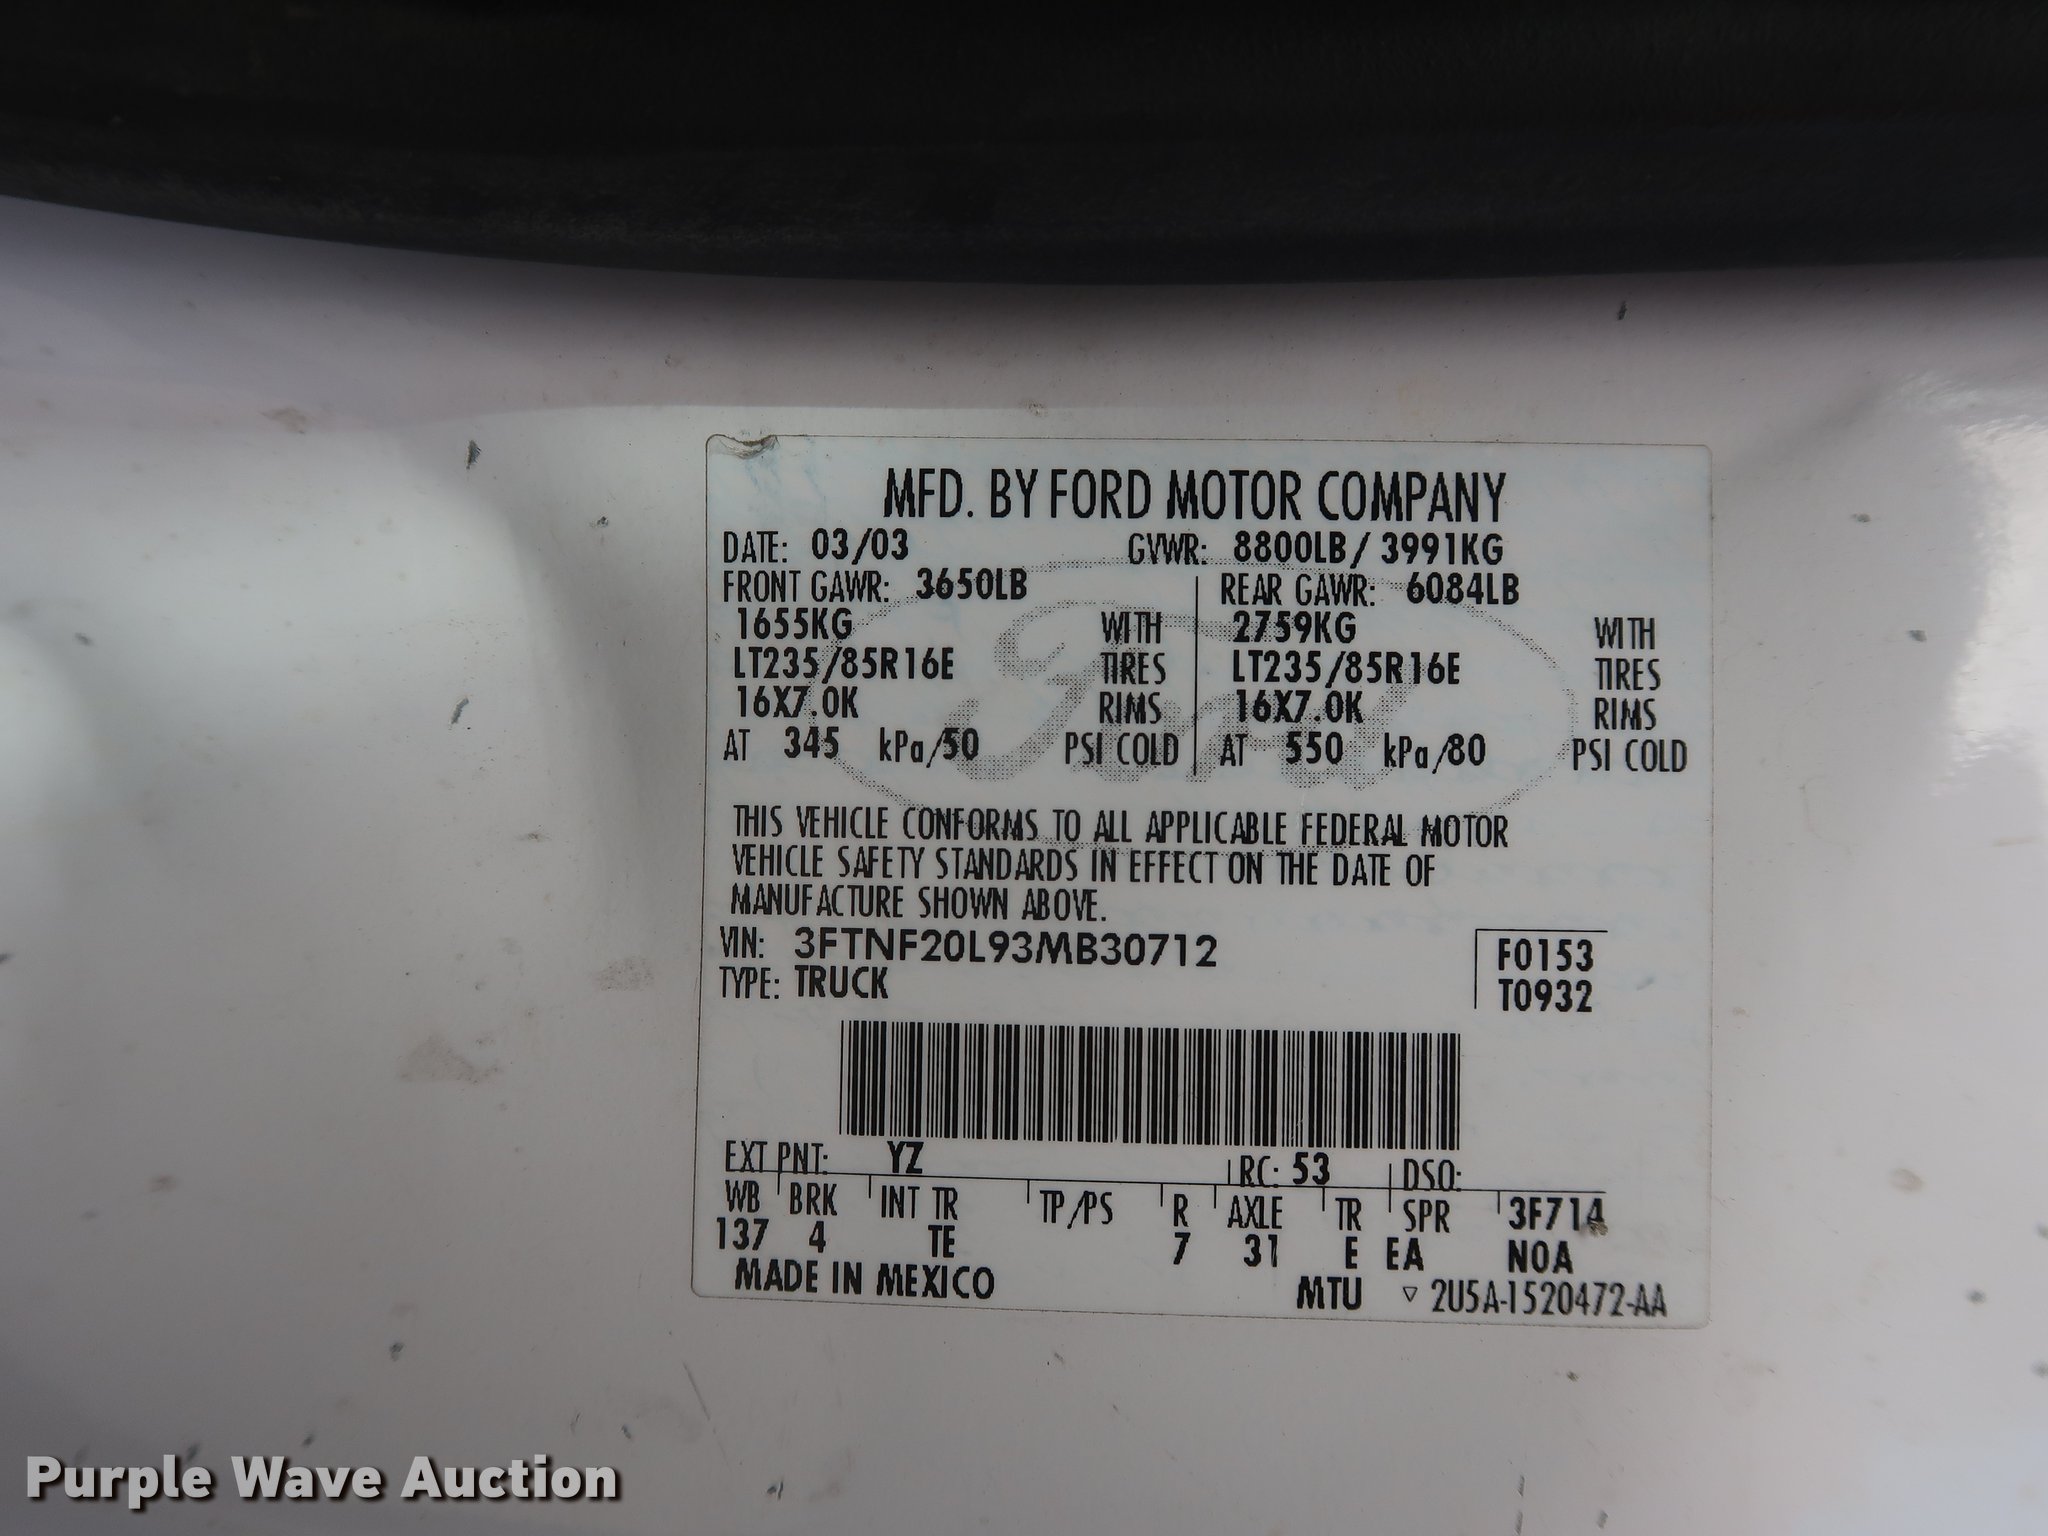 MFD. BY FORD MOTOR COMPANY
DATE: 03/03 GVWR: 8800LB/ 3991KG
FRONT GAWR: 3650LB REAR GAWR: 6084LB
1655KG WITH 2759KG WITH
LT235/85R16E TIRES LT235/85R16E TIRES
16X7.0K RIMS 16X7.0K RIMS
AT 345 kPa/50 PSI COLD AT 550 kPa/80 PSI COLD
Ford
THIS VEHICLE CONFORMS TO ALL APPLICABLE FEDERAL MOTOR
VEHICLE SAFETY STANDARDS IN EFFECT ON THE DATE OF
MANUFACTURE SHOWN ABOVE.
VIN: 3FTNF20L93MB30712 F0153
TYPE: TRUCK T0932
EXT PNT: YZ RC: 53 DSO:
WB BRK INT TR TP/PS R AXLE TR SPR 3F714
137 4 TE 7 31 E EA NOA
MADE IN MEXICO MTU ▽ 2U5A-1520472-AA
Purple Wave Auction